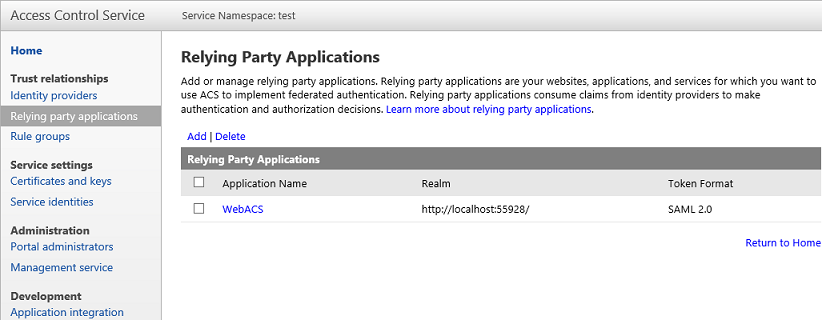 Access Control Service
Service Namespace: test
Home
Trust relationships
Identity providers
Relying party applications
Rule groups
Service settings
Certificates and keys
Service identities
Administration
Portal administrators
Management service
Development
Application integration
Relying Party Applications
Add or manage relying party applications. Relying party applications are your websites, applications, and services for which you want to
use ACS to implement federated authentication. Relying party applications consume claims from identity providers to make
authentication and authorization decisions. Learn more about relying party applications.
Add | Delete
Relying Party Applications
Application Name Realm Token Format
WebACS http://localhost:55928/ SAML 2.0
Return to Home